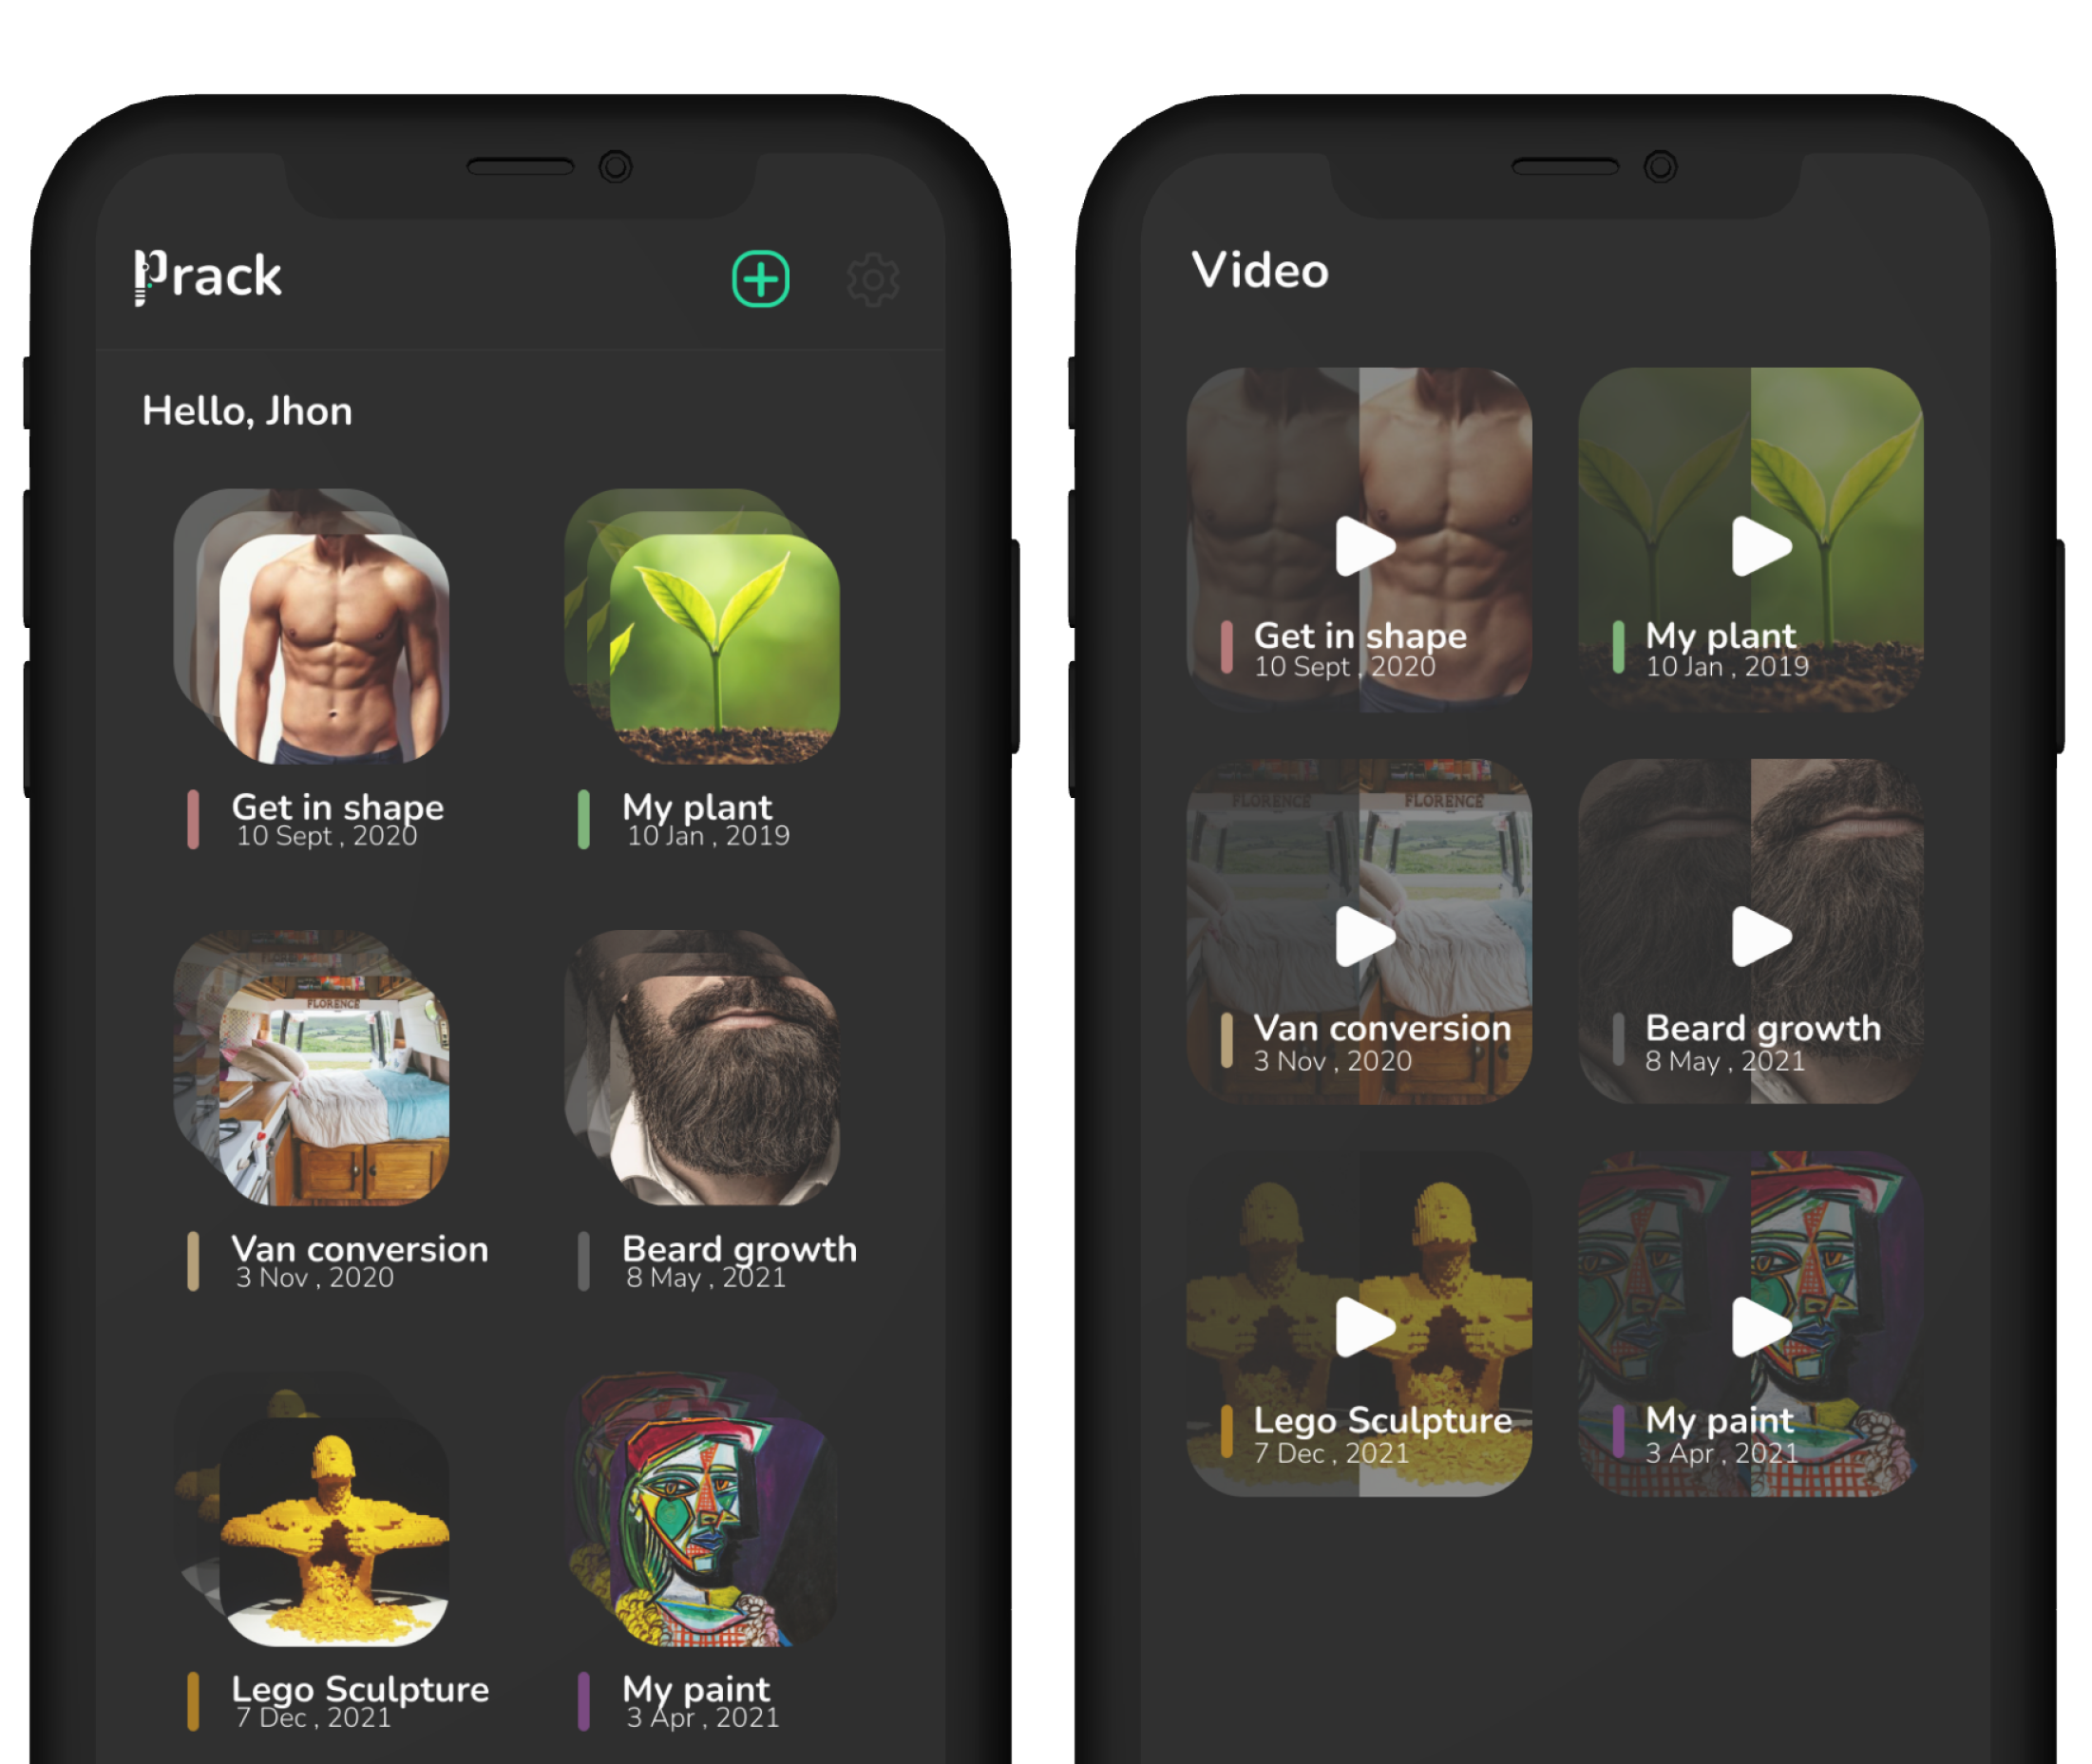 Prack
Hello, Jhon
Get in shape
10 Sept , 2020
My plant
10 Jan , 2019
FLORENCE
Van conversion
3 Nov , 2020
Beard growth
8 May , 2021
Lego Sculpture
7 Dec , 2021
My paint
3 Apr , 2021
Video
Get in shape
10 Sept , 2020
My plant
10 Jan , 2019
FLORENCE
FLORENCE
Van conversion
3 Nov , 2020
Beard growth
8 May , 2021
Lego Sculpture
7 Dec , 2021
My paint
3 Apr , 2021